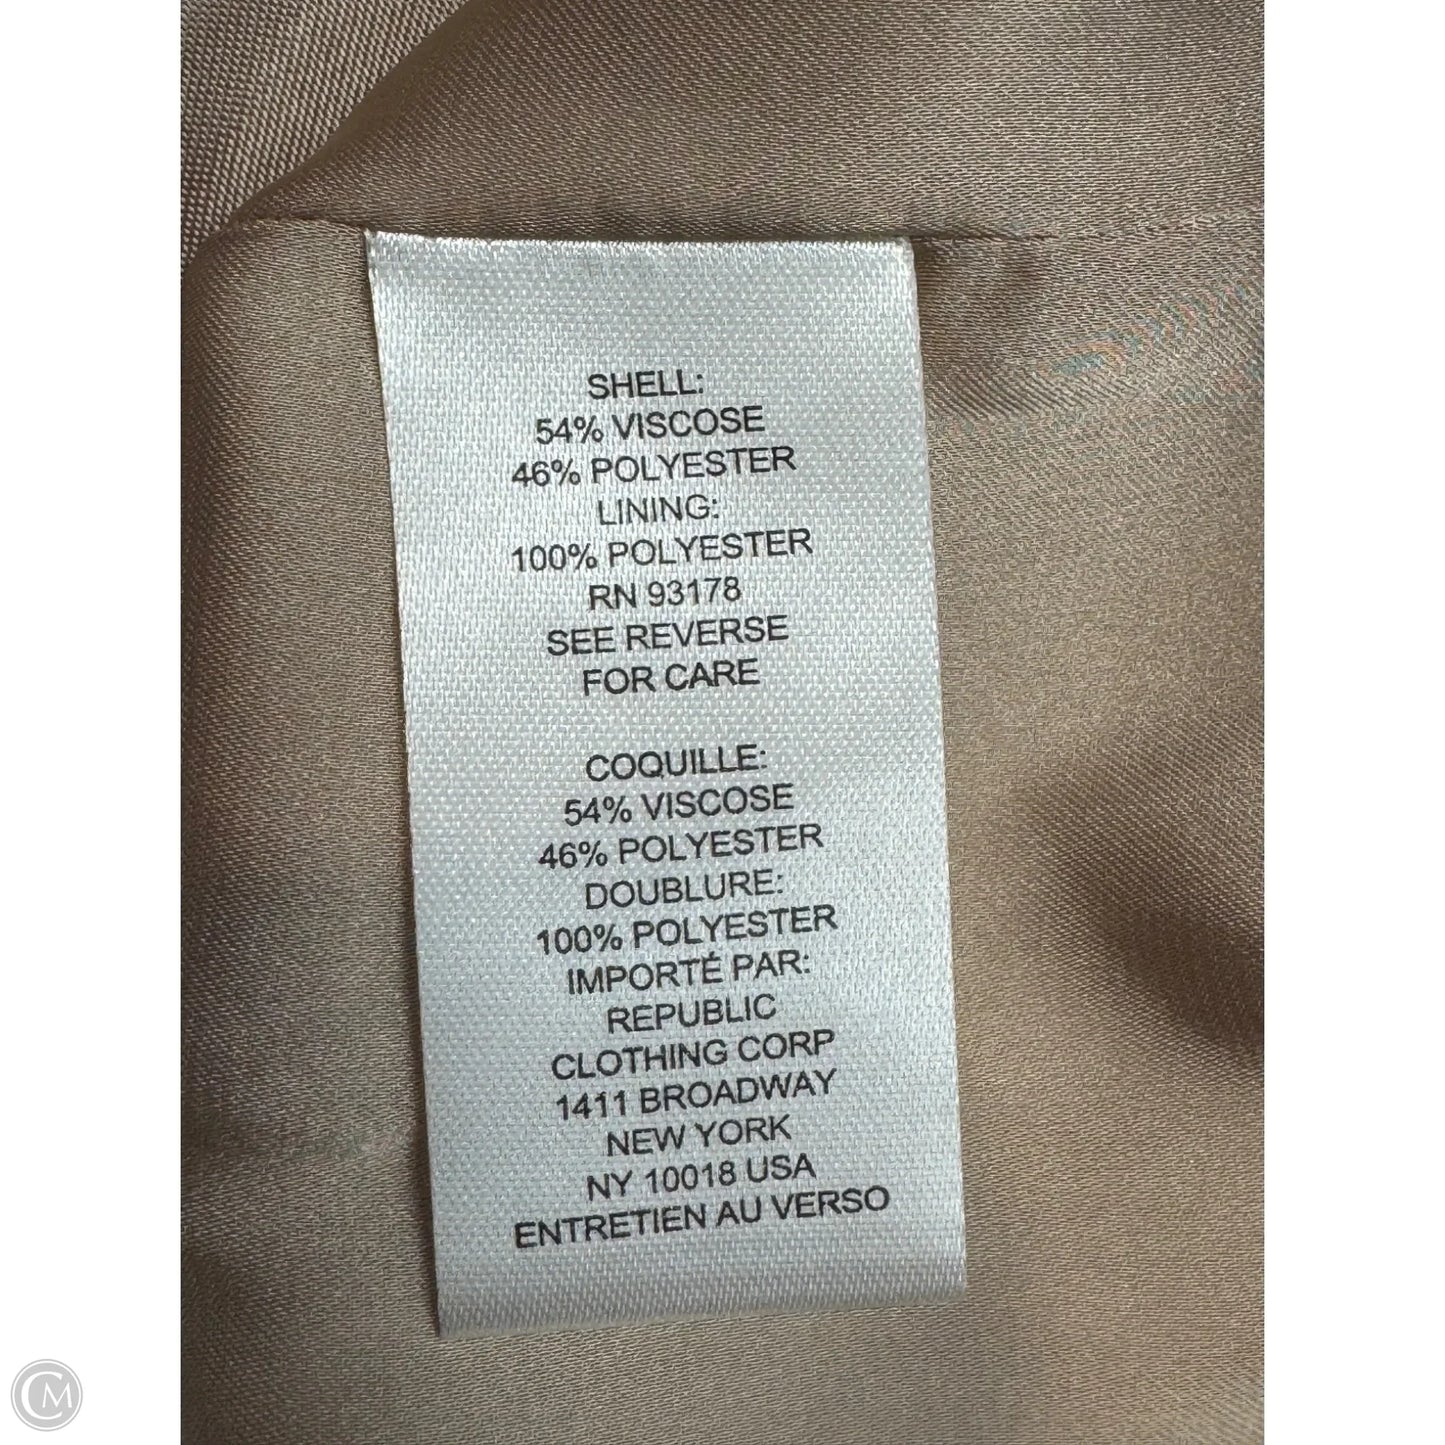 SHELL:
54% VISCOSE
46% POLYESTER
LINING:
100% POLYESTER
RN 93178
SEE REVERSE
FOR CARE
COQUILLE:
54% VISCOSE
46% POLYESTER
DOUBLURE:
100% POLYESTER
IMPORTÉ PAR:
REPUBLIC
CLOTHING CORP
1411 BROADWAY
NEW YORK
NY 10018 USA
ENTRETIEN AU VERSO
CM